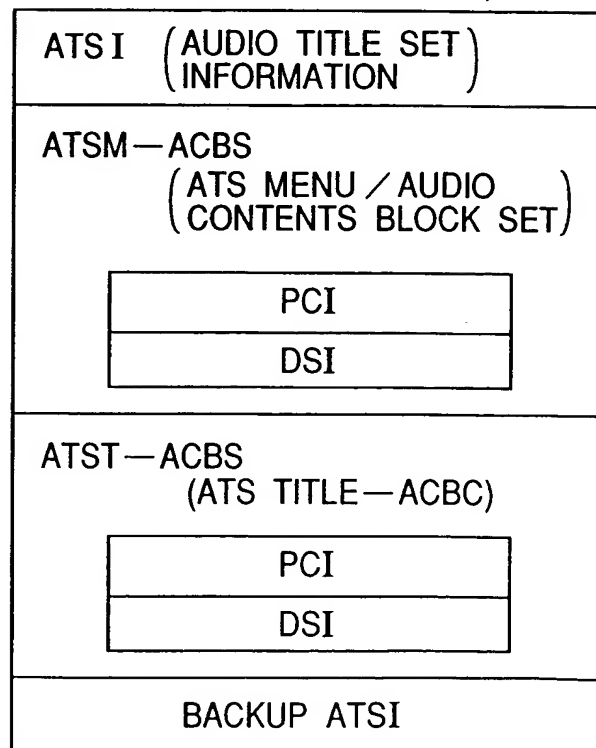 ATSI (AUDIO TITLE SET
INFORMATION)
ATSM—ACBS
(ATS MENU / AUDIO
CONTENTS BLOCK SET)
PCI
DSI
ATST—ACBS
(ATS TITLE—ACBC)
PCI
DSI
BACKUP ATSI